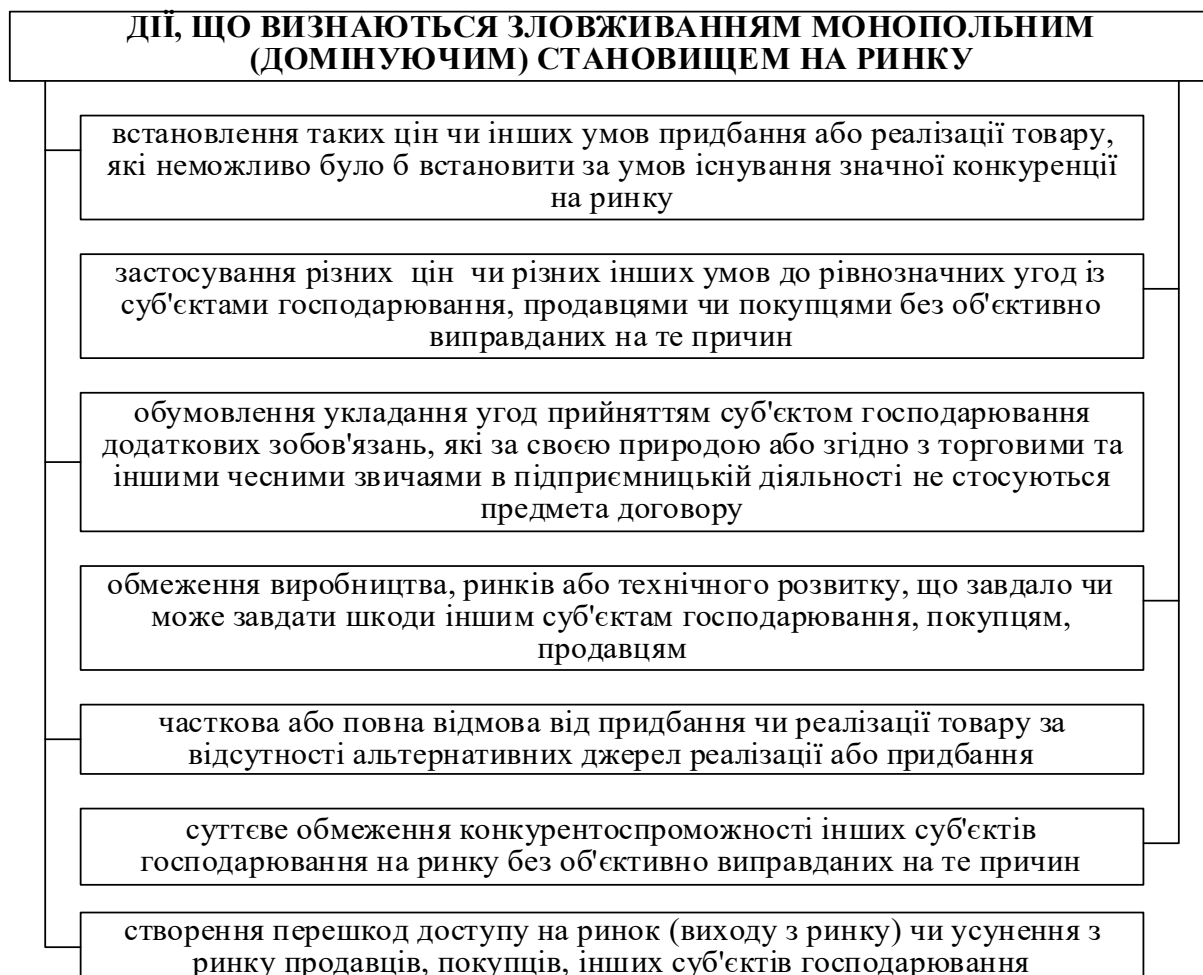 ДІЇ, ЩО ВИЗНАЮТЬСЯ ЗЛОВЖИВАННЯМ МОНОПОЛЬНИМ
(ДОМІНУЮЧИМ) СТАНОВИЩЕМ НА РИНКУ
встановлення таких цін чи інших умов придбання або реалізації товару,
які неможливо було б встановити за умов існування значної конкуренції
на ринку
застосування різних цін чи різних інших умов до рівнозначних угод із
суб'єктами господарювання, продавцями чи покупцями без об'єктивно
виправданих на те причин
обумовлення укладання угод прийняттям суб'єктом господарювання
додаткових зобов'язань, які за своєю природою або згідно з торговими та
іншими чесними звичаями в підприємницькій діяльності не стосуються
предмета договору
обмеження виробництва, ринків або технічного розвитку, що завдало чи
може завдати шкоди іншим суб'єктам господарювання, покупцям,
продавцям
часткова або повна відмова від придбання чи реалізації товару за
відсутності альтернативних джерел реалізації або придбання
суттєве обмеження конкурентоспроможності інших суб'єктів
господарювання на ринку без об'єктивно виправданих на те причин
створення перешкод доступу на ринок (виходу з ринку) чи усунення з
ринку продавців, покупців, інших суб'єктів господарювання